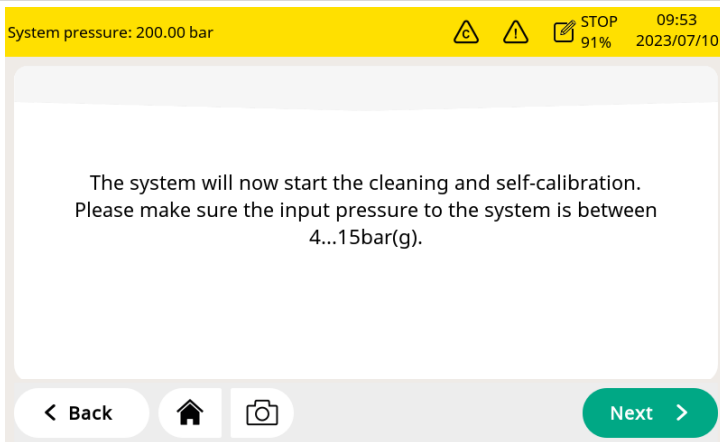 System pressure: 200.00 bar
C
!
STOP
91%
09:53
2023/07/10
The system will now start the cleaning and self-calibration.
Please make sure the input pressure to the system is between
4...15bar(g).
Back
Next